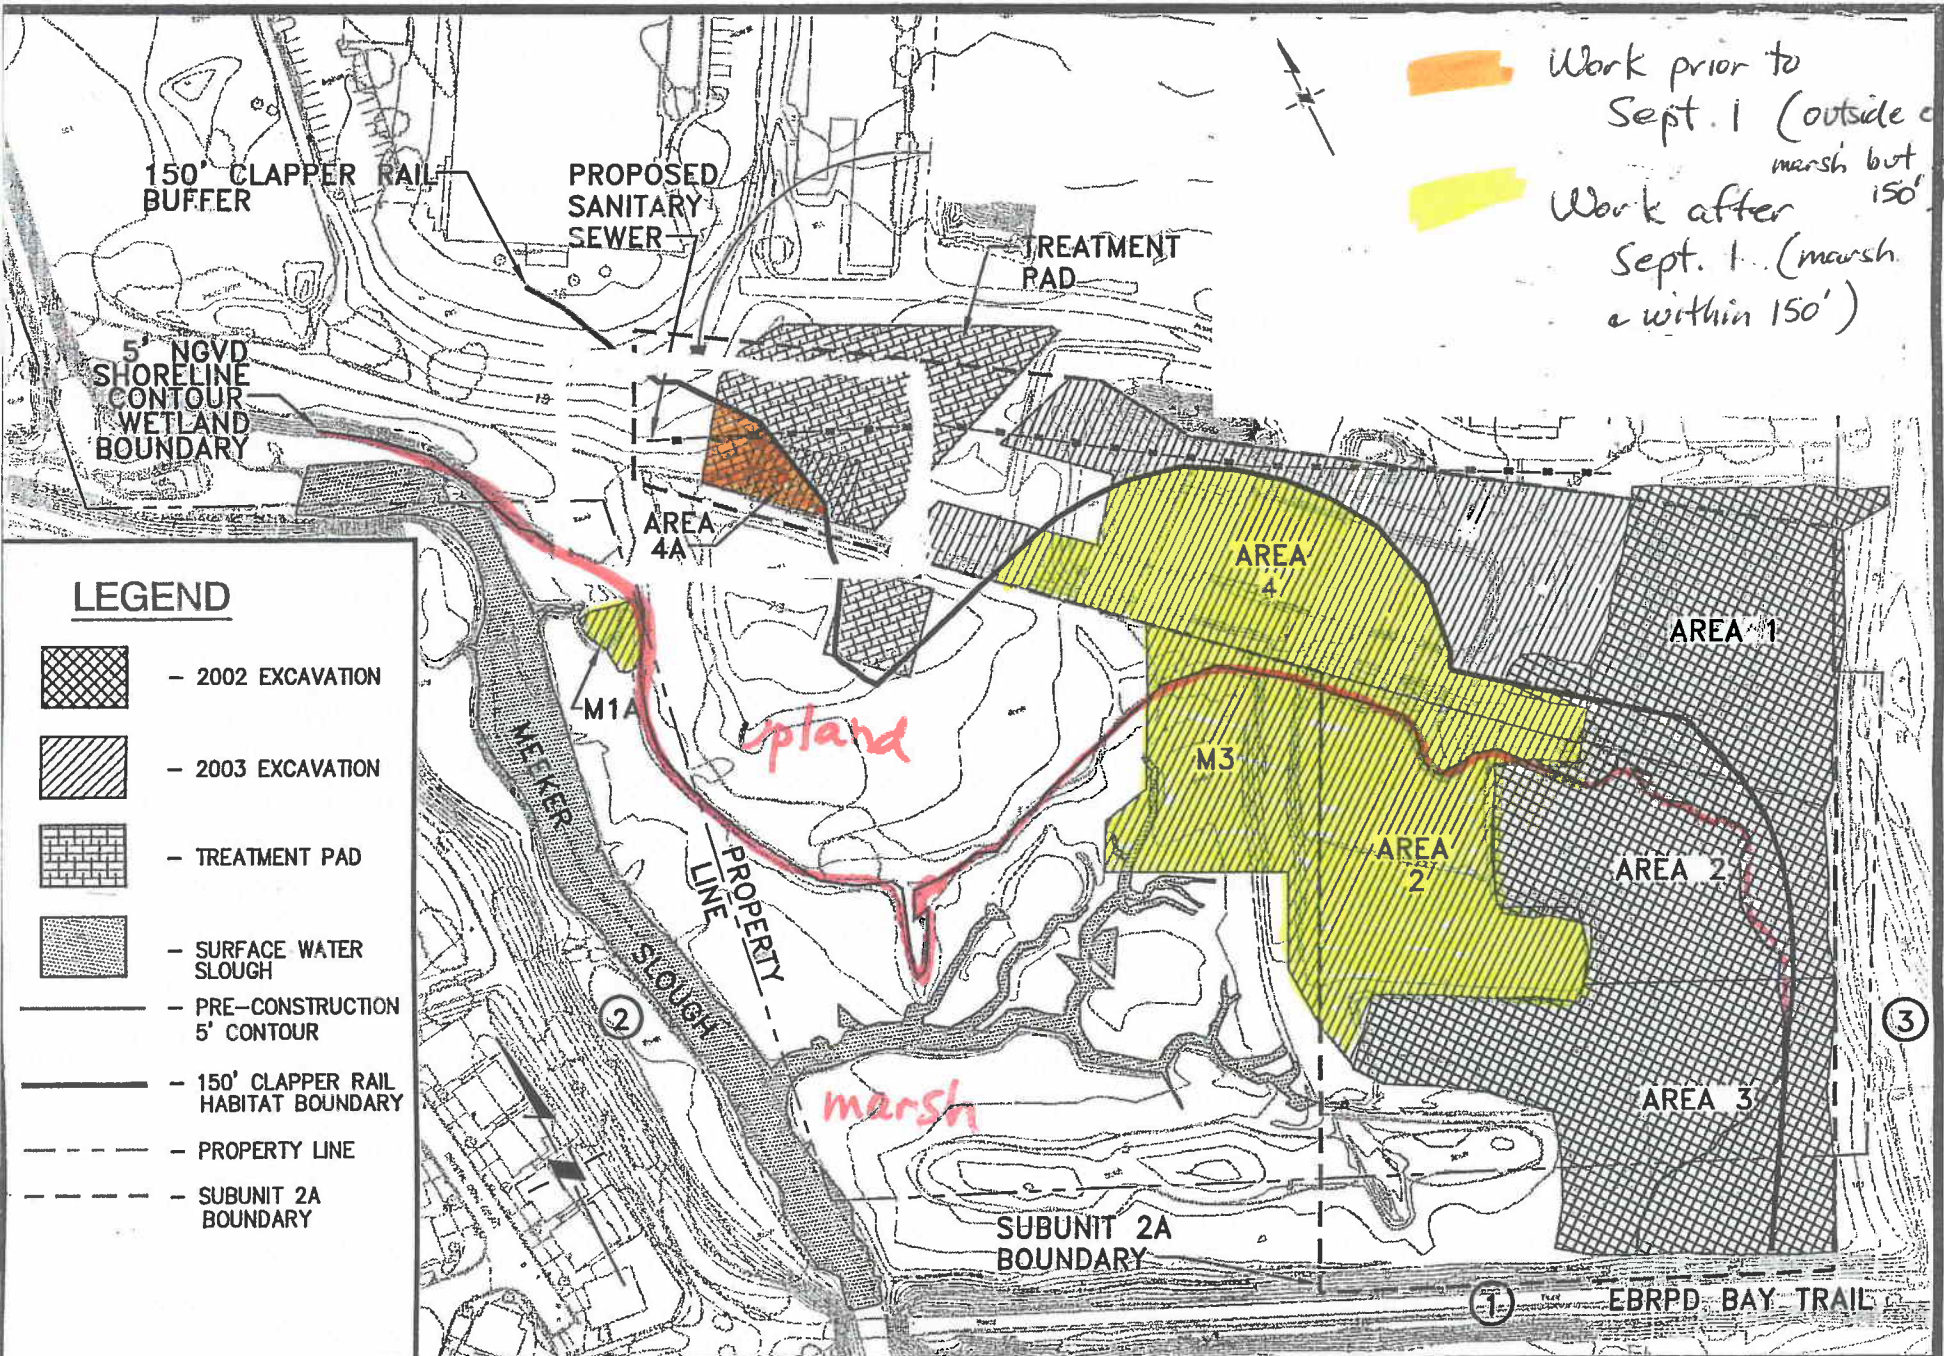 Work prior to
Sept. 1 (outside
marsh but
150'
Work after
Sept. 1 (marsh
& within 150')
150' CLAPPER RAIL
BUFFER
PROPOSED
SANITARY
SEWER
TREATMENT
PAD
5' NGVD
SHORELINE
CONTOUR
WETLAND
BOUNDARY
AREA
4A
AREA
4
AREA 1
M1A
upland
M3
AREA
2
AREA 2
AREA 3
MEEKER
SLOUGH
PROPERTY
LINE
marsh
SUBUNIT 2A
BOUNDARY
EBRPD BAY TRAIL
1
2
3
LEGEND
- 2002 EXCAVATION
- 2003 EXCAVATION
- TREATMENT PAD
- SURFACE WATER
SLOUGH
- PRE-CONSTRUCTION
5' CONTOUR
- 150' CLAPPER RAIL
HABITAT BOUNDARY
- PROPERTY LINE
- SUBUNIT 2A
BOUNDARY